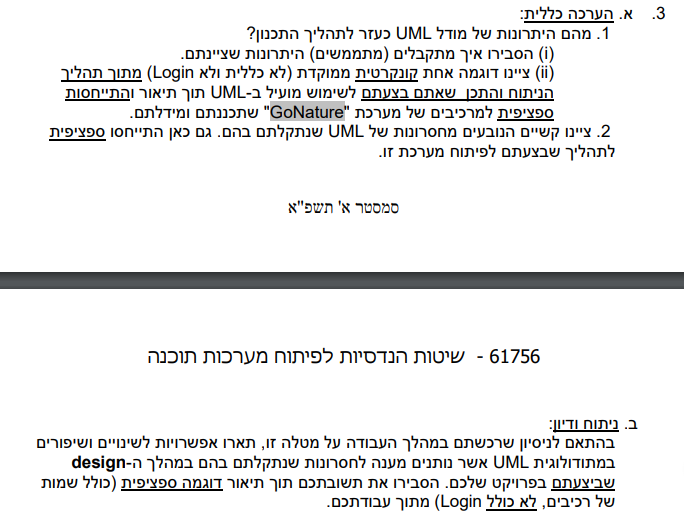 3. א. הערכה כללית:
1. מהם היתרונות של מודל UML כעזר לתהליך התכנון?
(i) הסבירו איך מתקבלים (מתממשים) היתרונות שציינתם.
(ii) ציינו דוגמה אחת קונקרטית ממוקדת (לא כללית ולא Login) מתוך תהליך
הניתוח והתכן שאתם בצעתם לשימוש מועיל ב-UML תוך תיאור והתייחסות
ספציפית למרכיבים של מערכת "GoNature" שתכננתם ומידלתם.
2. ציינו קשיים הנובעים מחסרונות של UML שנתקלתם בהם. גם כאן התייחסו ספציפית
לתהליך שבצעתם לפיתוח מערכת זו.
סמסטר א' תשפ"א
61756 - שיטות הנדסיות לפיתוח מערכות תוכנה
ב. ניתוח ודיון:
בהתאם לניסיון שרכשתם במהלך העבודה על מטלה זו, תארו אפשרויות לשינויים ושיפורים
במתודולוגית UML אשר נותנים מענה לחסרונות שנתקלתם בהם במהלך ה-design
שביצעתם בפרויקט שלכם. הסבירו את תשובתכם תוך תיאור דוגמה ספציפית (כולל שמות
של רכיבים, לא כולל Login) מתוך עבודתכם.